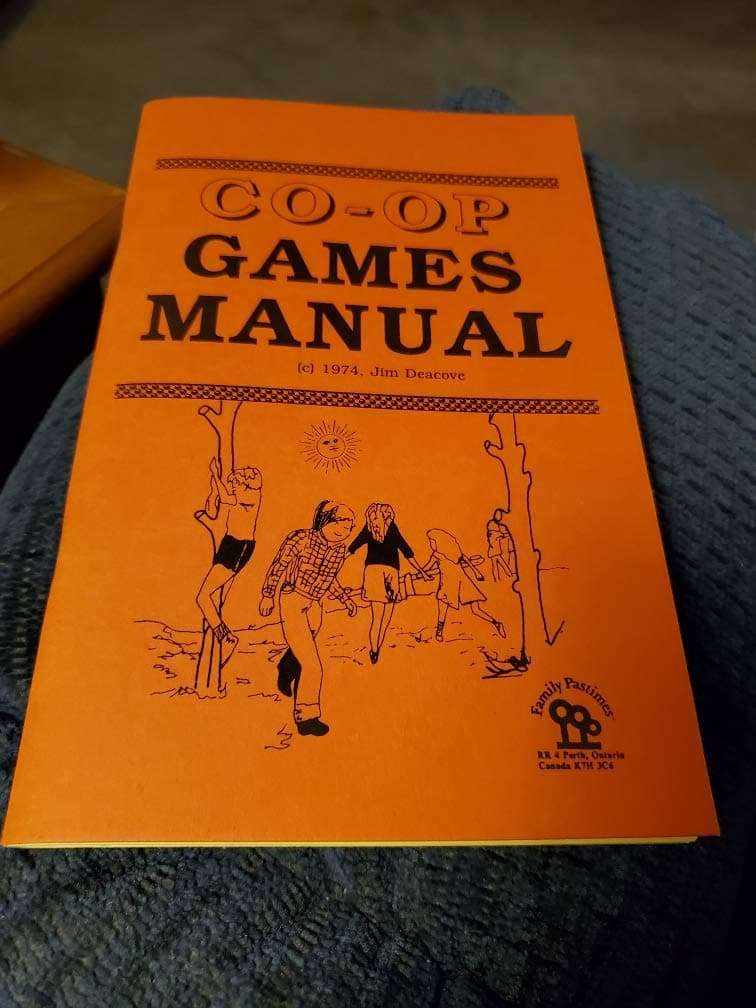 CO-OP
GAMES
MANUAL
(c) 1974, Jim Deacove
Family Pastimes
RR 4 Perth, Ontario
Canada K7H 3C6